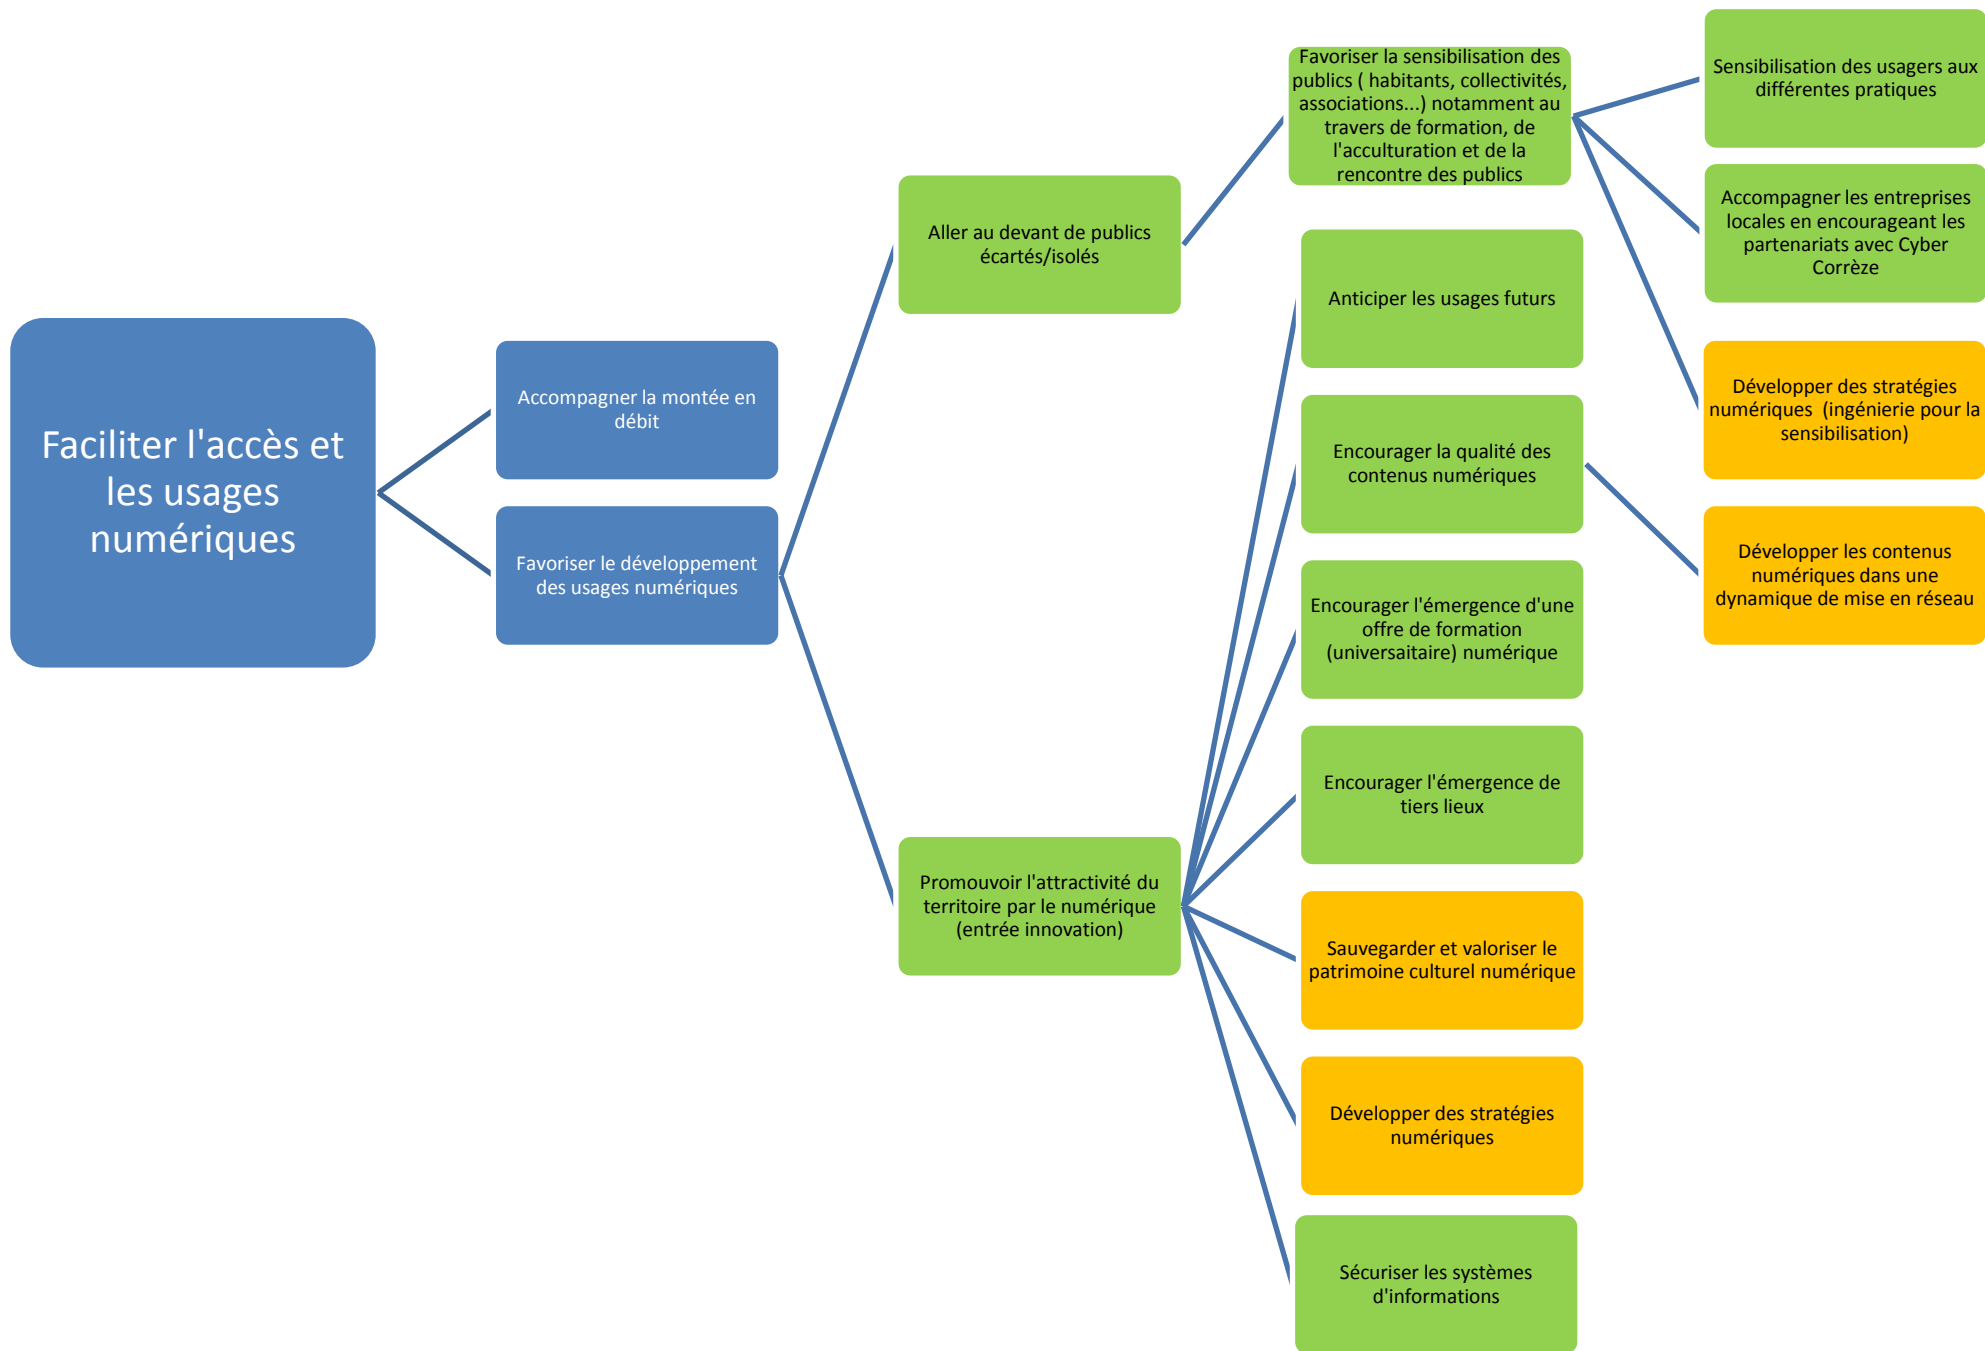 Faciliter l'accès et
les usages
numériques
Accompagner la montée en
débit
Favoriser le développement
des usages numériques
Aller au devant de publics
écartés/isolés
Promouvoir l'attractivité du
territoire par le numérique
(entrée innovation)
Favoriser la sensibilisation des
publics ( habitants, collectivités,
associations...) notamment au
travers de formation, de
l'acculturation et de la
rencontre des publics
Anticiper les usages futurs
Encourager la qualité des
contenus numériques
Encourager l'émergence d'une
offre de formation
(universaitaire) numérique
Encourager l'émergence de
tiers lieux
Sauvegarder et valoriser le
patrimoine culturel numérique
Développer des stratégies
numériques
Sécuriser les systèmes
d'informations
Sensibilisation des usagers aux
différentes pratiques
Accompagner les entreprises
locales en encourageant les
partenariats avec Cyber
Corrèze
Développer des stratégies
numériques  (ingénierie pour la
sensibilisation)
Développer les contenus
numériques dans une
dynamique de mise en réseau